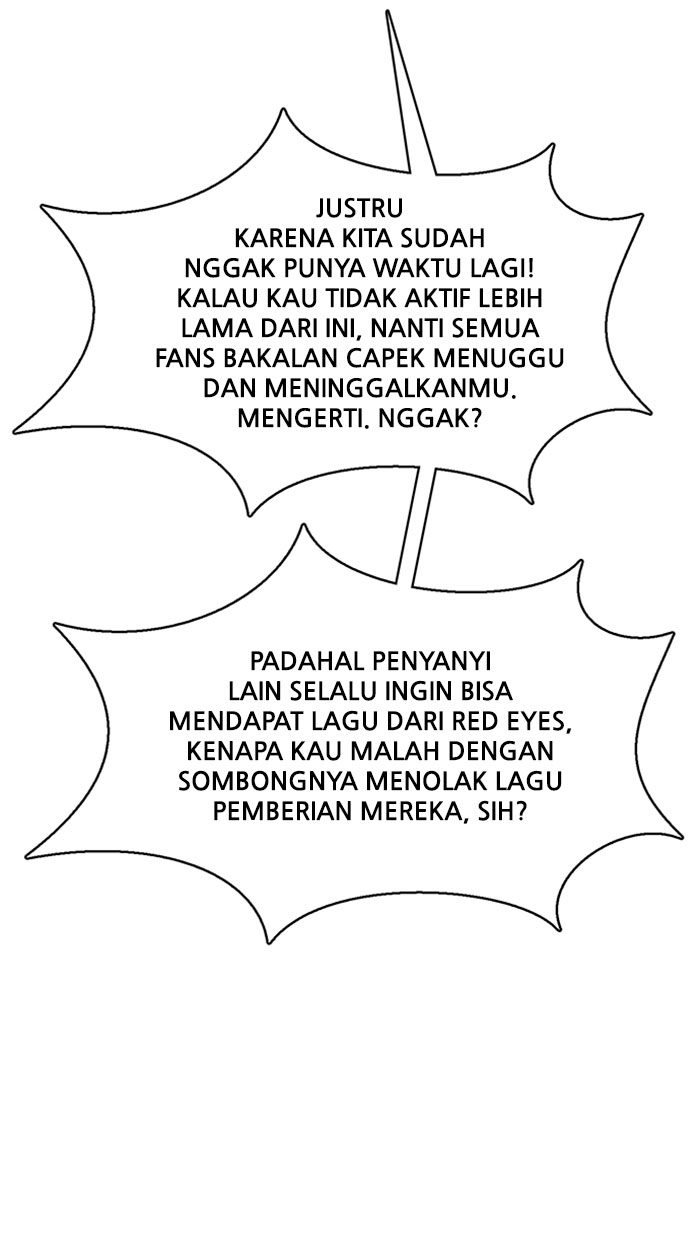 JUSTRU
KARENA KITA SUDAH
NGGAK PUNYA WAKTU LAGI!
KALAU KAU TIDAK AKTIF LEBIH
LAMA DARI INI, NANTI SEMUA
FANS BAKALAN CAPEK MENUGGU
DAN MENINGGALKANMU.
MENGERTI. NGGAK?
PADAHAL PENYANYI
LAIN SELALU INGIN BISA
MENDAPAT LAGU DARI RED EYES,
KENAPA KAU MALAH DENGAN
SOMBONGNYA MENOLAK LAGU
PEMBERIAN MEREKA, SIH?